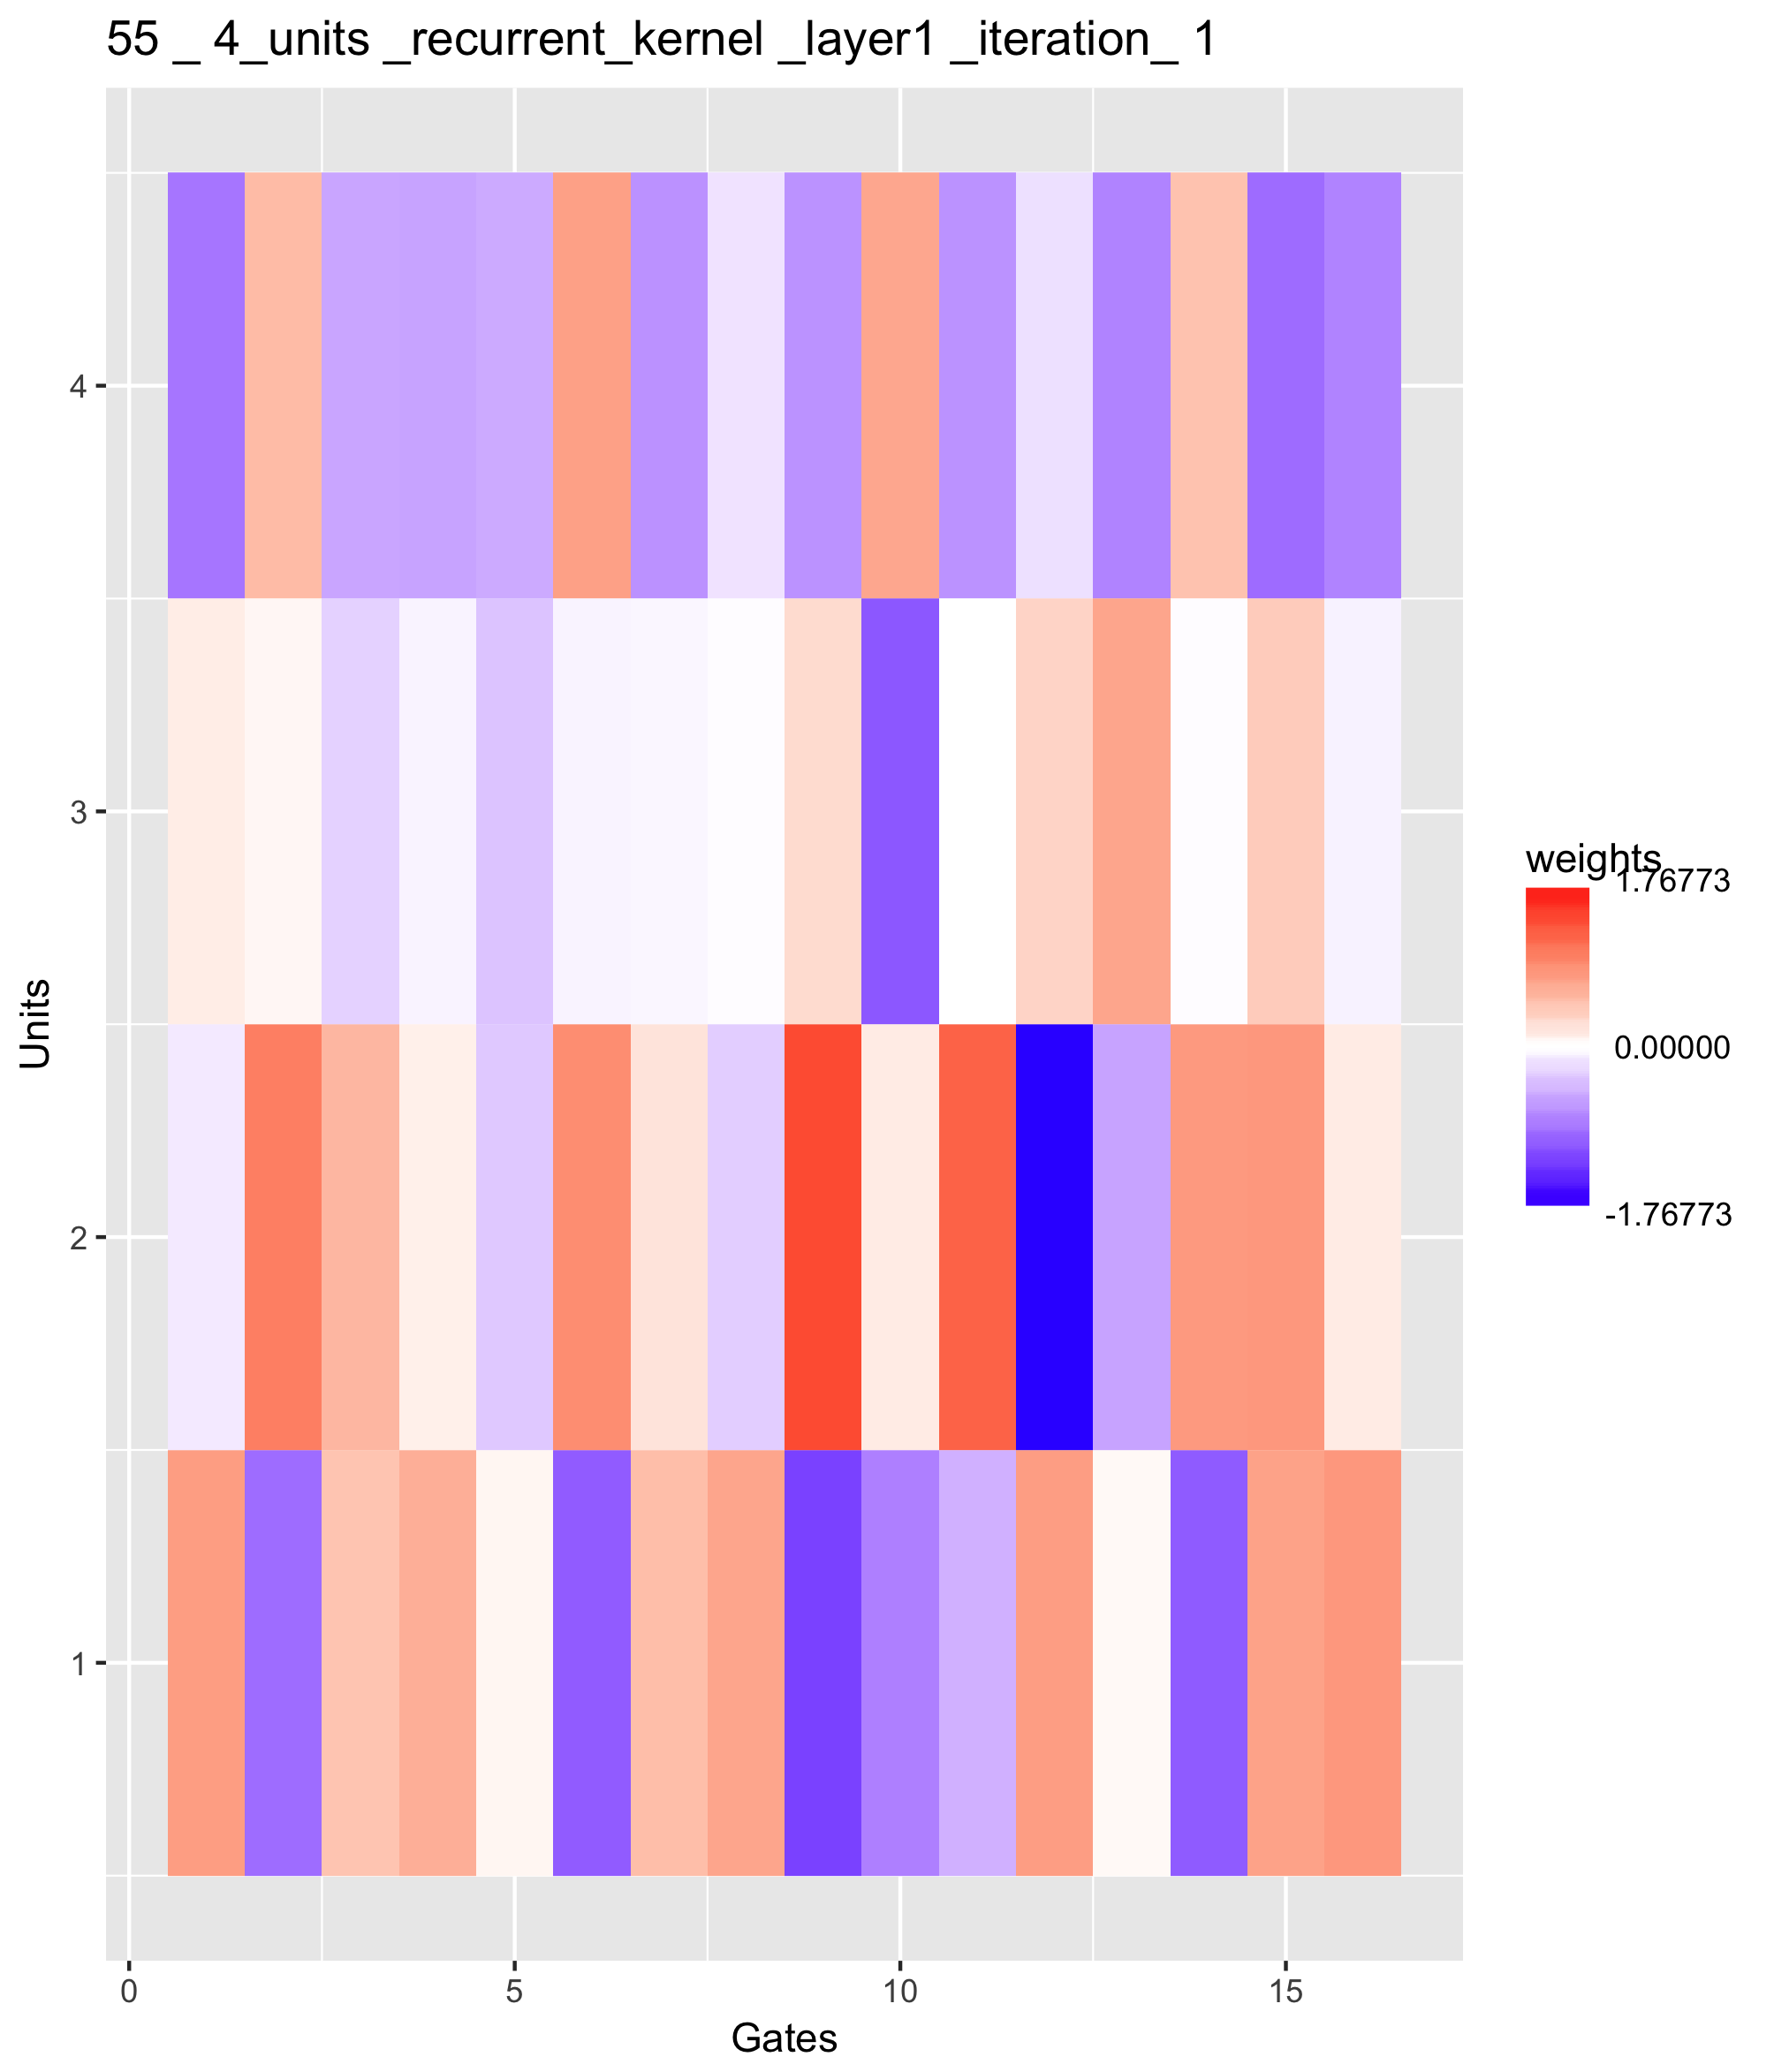 55 _ 4_units _recurrent_kernel _layer1 _iteration_ 1
4
3
2
1
Units
0 5 10 15
Gates
weights
1.76773
0.00000
-1.76773